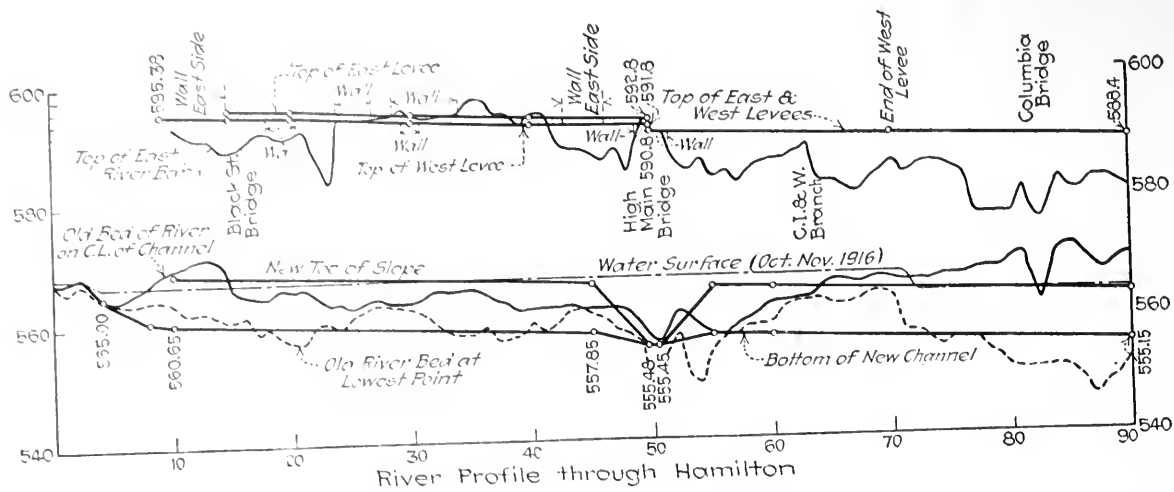 595.38
Wall
East Side
Top of East Levee
Wall
Wall
Wall
East Side
592.8
591.8
Top of East &
West Levees
End of West
Levee
Columbia
Bridge
588.4
600
600
Top of East
River Bank
Black St.
Bridge
Wall
Top of West Levee
Wall
Wall
590.8
High
Main
Bridge
C.I.& W.
Branch
580
580
Old Bed of River
on C.L. of Channel
New Toe of Slope
Water Surface (Oct. Nov. 1916)
560
560
565.00
560.65
Old River Bed at
Lowest Point
557.85
555.48
555.45
Bottom of New Channel
555.15
540
540
10
20
30
40
50
60
70
80
90
River Profile through Hamilton